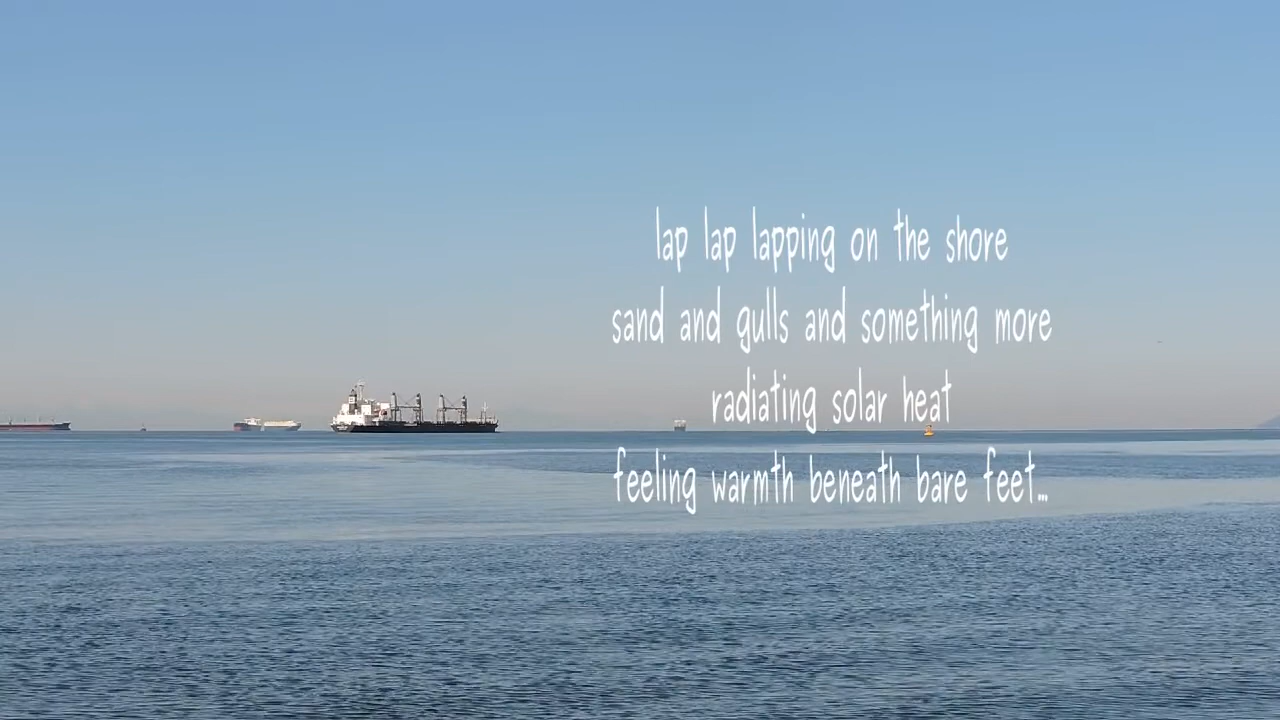 lap lap lapping on the shore
sand and gulls and something more
radiating solar heat
feeling warmth beneath bare feet...